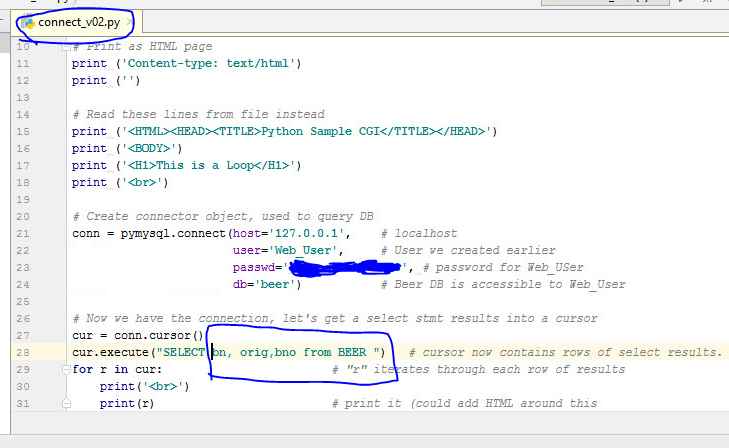 connect_v02.py
10 # Print as HTML page
11 print ('Content-type: text/html')
12 print ('')
13
14 # Read these lines from file instead
15 print ('<HTML><HEAD><TITLE>Python Sample CGI</TITLE></HEAD>')
16 print ('<BODY>')
17 print ('<H1>This is a Loop</H1>')
18 print ('<br>')
19
20 # Create connector object, used to query DB
21 conn = pymysql.connect(host='127.0.0.1', # localhost
22 user='Web_User', # User we created earlier
23 passwd=' ', # password for Web_USer
24 db='beer') # Beer DB is accessible to Web_User
25
26 # Now we have the connection, let's get a select stmt results into a cursor
27 cur = conn.cursor()
28 cur.execute("SELECT bn, orig,bno from BEER ") # cursor now contains rows of select results.
29 for r in cur: # "r" iterates through each row of results
30 print('<br>')
31 print(r) # print it (could add HTML around this